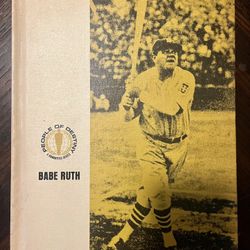 PEOPLE OF DESTINY
BABE RUTH